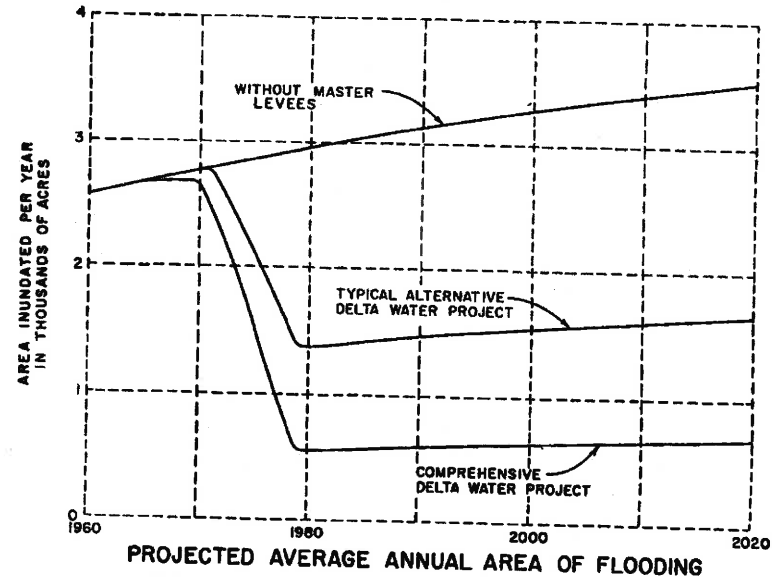 4
WITHOUT MASTER
LEVEES
3
AREA INUNDATED PER YEAR
IN THOUSANDS OF ACRES
2
TYPICAL ALTERNATIVE
DELTA WATER PROJECT
1
COMPREHENSIVE
DELTA WATER PROJECT
0
1960
1980
2000
2020
PROJECTED AVERAGE ANNUAL AREA OF FLOODING